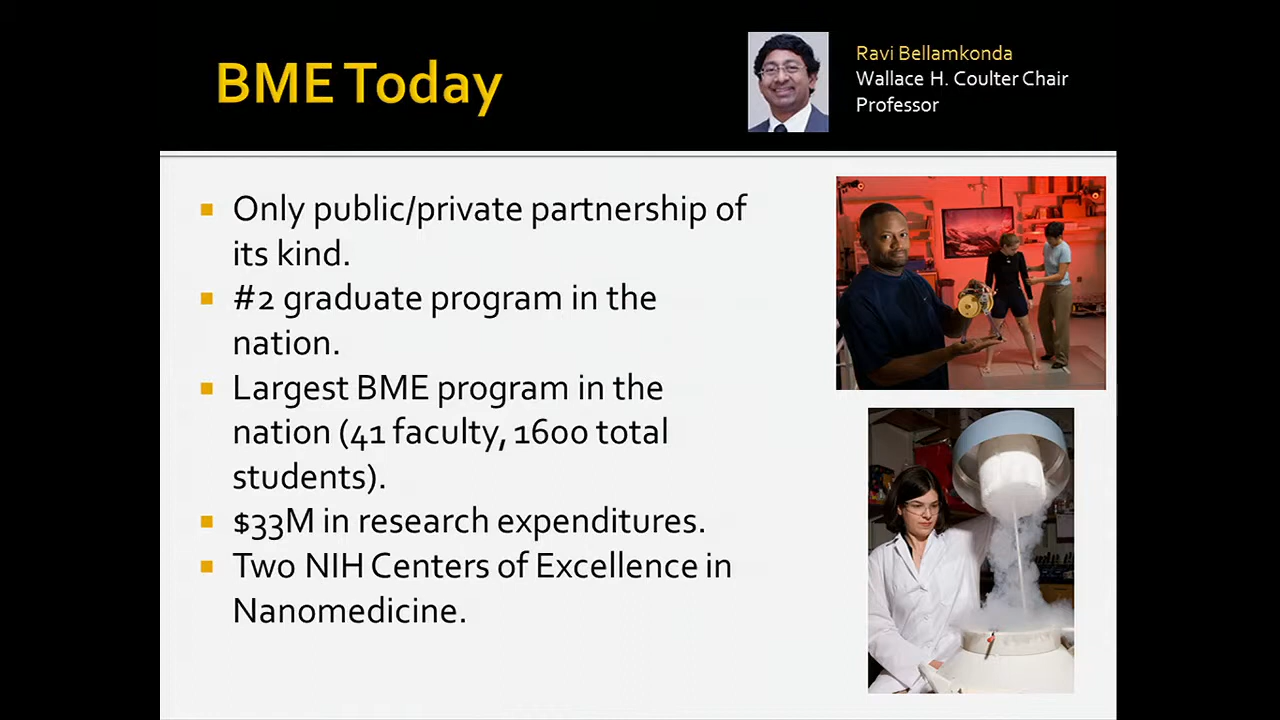 BME Today
Ravi Bellamkonda
Wallace H. Coulter Chair
Professor
Only public/private partnership of
its kind.
#2 graduate program in the
nation.
Largest BME program in the
nation (41 faculty, 1600 total
students).
$33M in research expenditures.
Two NIH Centers of Excellence in
Nanomedicine.